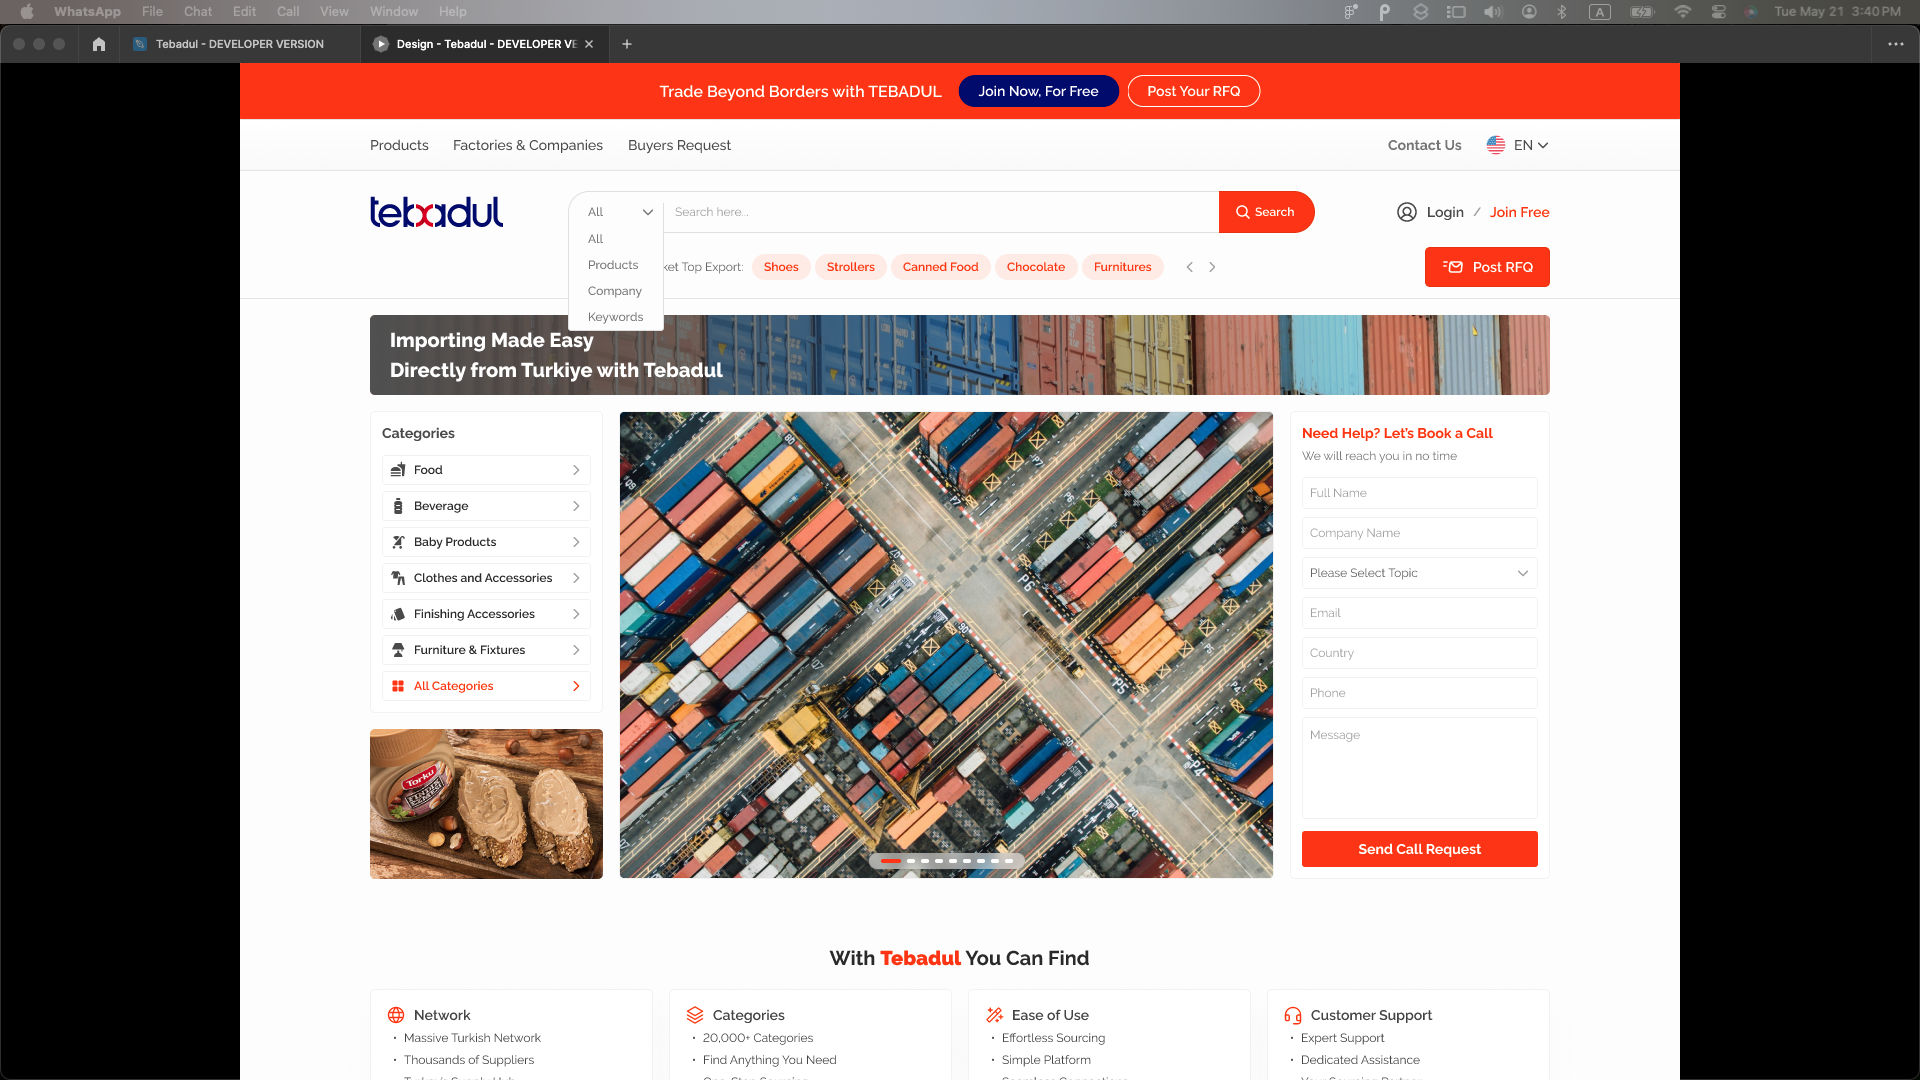 WhatsApp File Chat Edit Call View Window Help
A Tue May 21 3:40 PM
Tebadul - DEVELOPER VERSION
Design - Tebadul - DEVELOPER VE
Trade Beyond Borders with TEBADUL Join Now, For Free Post Your RFQ
Products Factories & Companies Buyers Request Contact Us EN
tebadul
All Search here... Search
Login / Join Free
All
Products
Company
Keywords
ket Top Export: Shoes Strollers Canned Food Chocolate Furnitures
Post RFQ
Importing Made Easy
Directly from Turkiye with Tebadul
Categories
Food
Beverage
Baby Products
Clothes and Accessories
Finishing Accessories
Furniture & Fixtures
All Categories
Torku
P6
P5
P4
Need Help? Let's Book a Call
We will reach you in no time
Full Name
Company Name
Please Select Topic
Email
Country
Phone
Message
Send Call Request
With Tebadul You Can Find
Network
Massive Turkish Network
Thousands of Suppliers
Categories
20,000+ Categories
Find Anything You Need
Ease of Use
Effortless Sourcing
Simple Platform
Customer Support
Expert Support
Dedicated Assistance